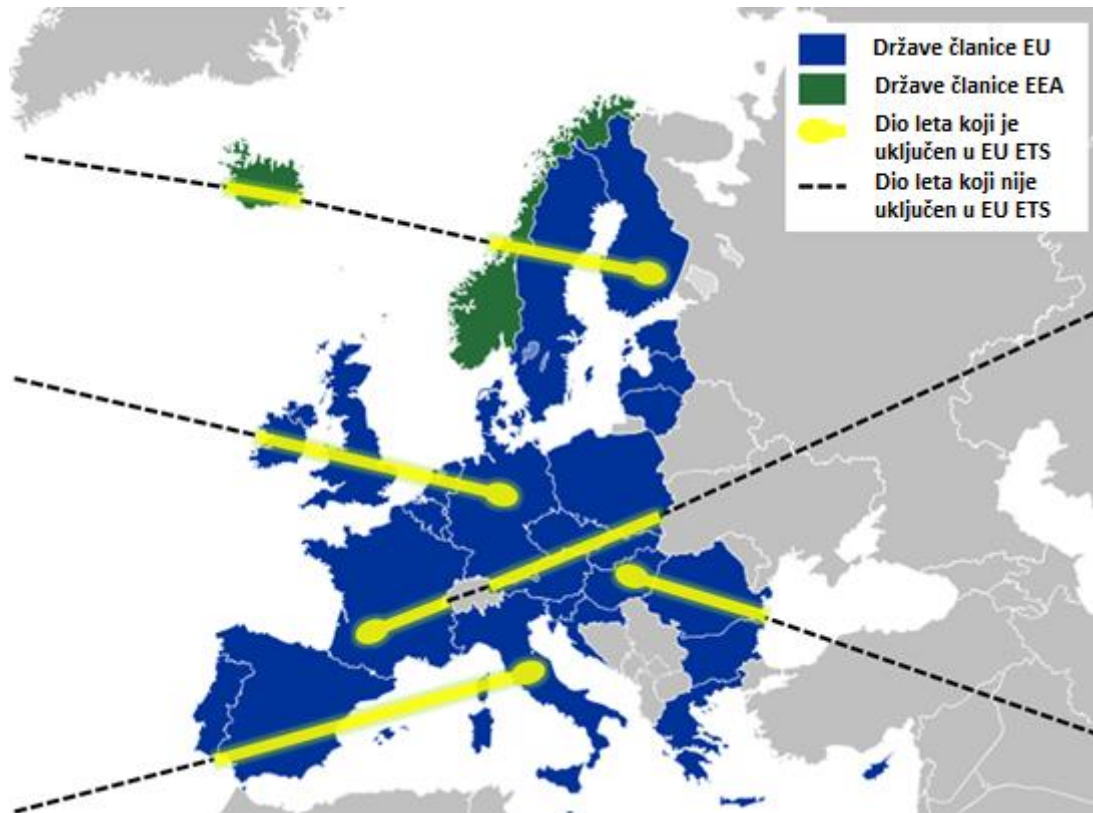 Države članice EU
Države članice EEA
Dio leta koji je
uključen u EU ETS
Dio leta koji nije
uključen u EU ETS